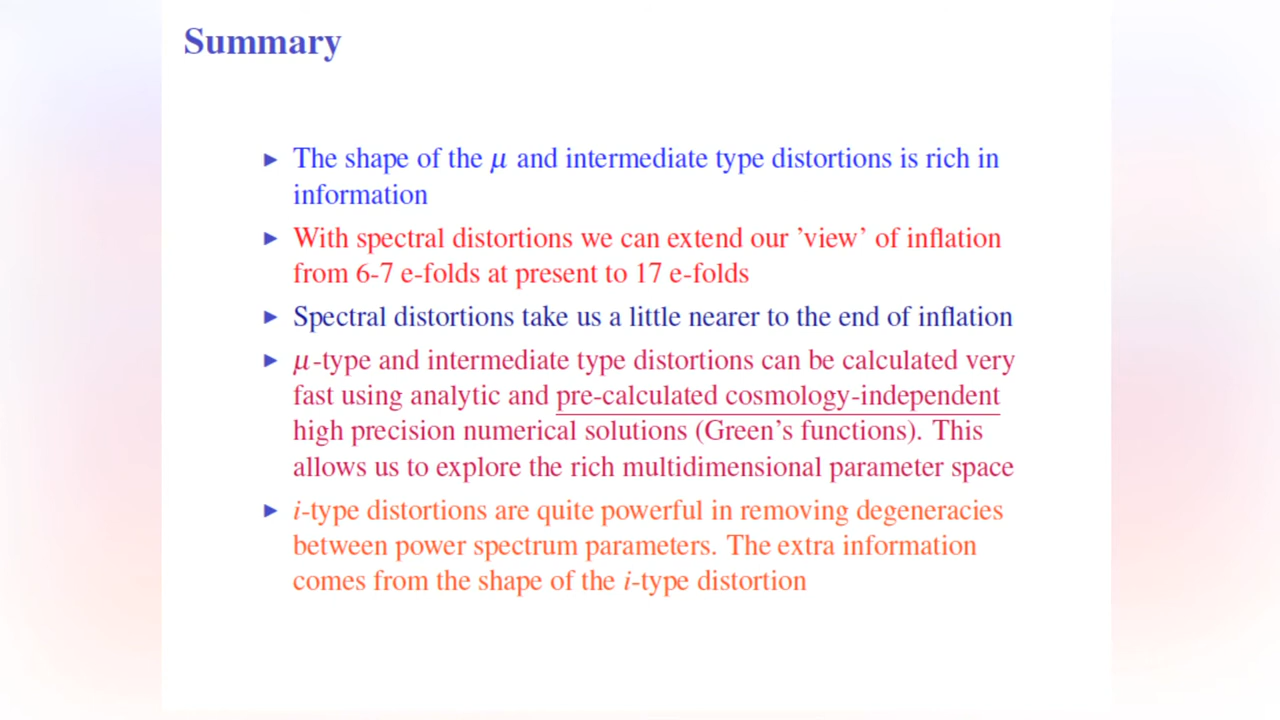 Summary
► The shape of the μ and intermediate type distortions is rich in
information
► With spectral distortions we can extend our ’view’ of inflation
from 6-7 e-folds at present to 17 e-folds
► Spectral distortions take us a little nearer to the end of inflation
► μ-type and intermediate type distortions can be calculated very
fast using analytic and pre-calculated cosmology-independent
high precision numerical solutions (Green’s functions). This
allows us to explore the rich multidimensional parameter space
► i-type distortions are quite powerful in removing degeneracies
between power spectrum parameters. The extra information
comes from the shape of the i-type distortion